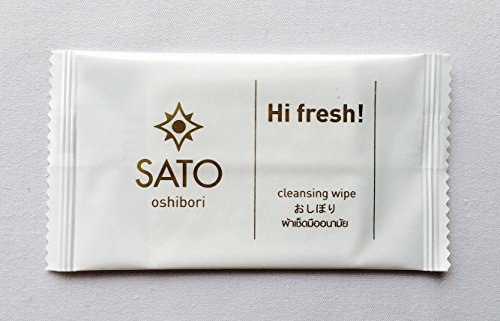 SATO
oshibori
Hi fresh!
cleansing wipe
おしぼり
ผ้าเช็ดมืออนามัย